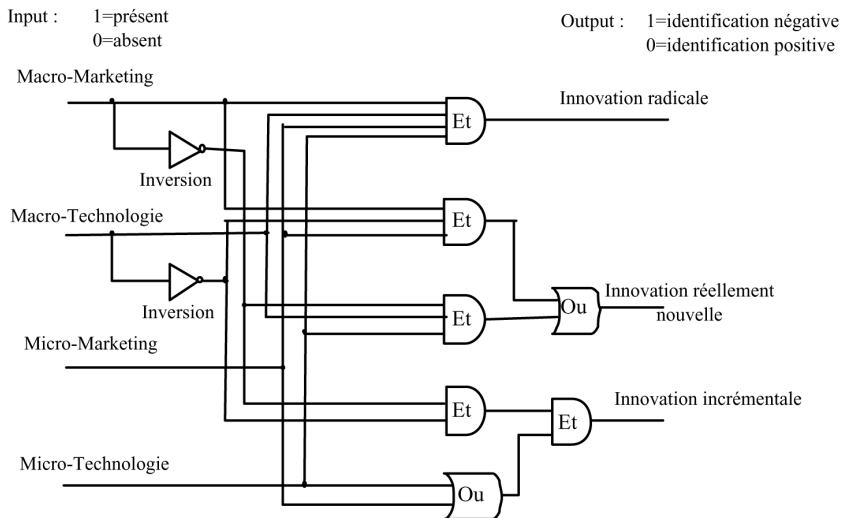 Input : 1=présent
0=absent
Output : 1=identification négative
0=identification positive
Macro-Marketing
Innovation radicale
Et
Inversion
Macro-Technologie
Et
Inversion
Innovation réellement
nouvelle
Ou
Et
Micro-Marketing
Innovation incrémentale
Et
Et
Micro-Technologie
Ou